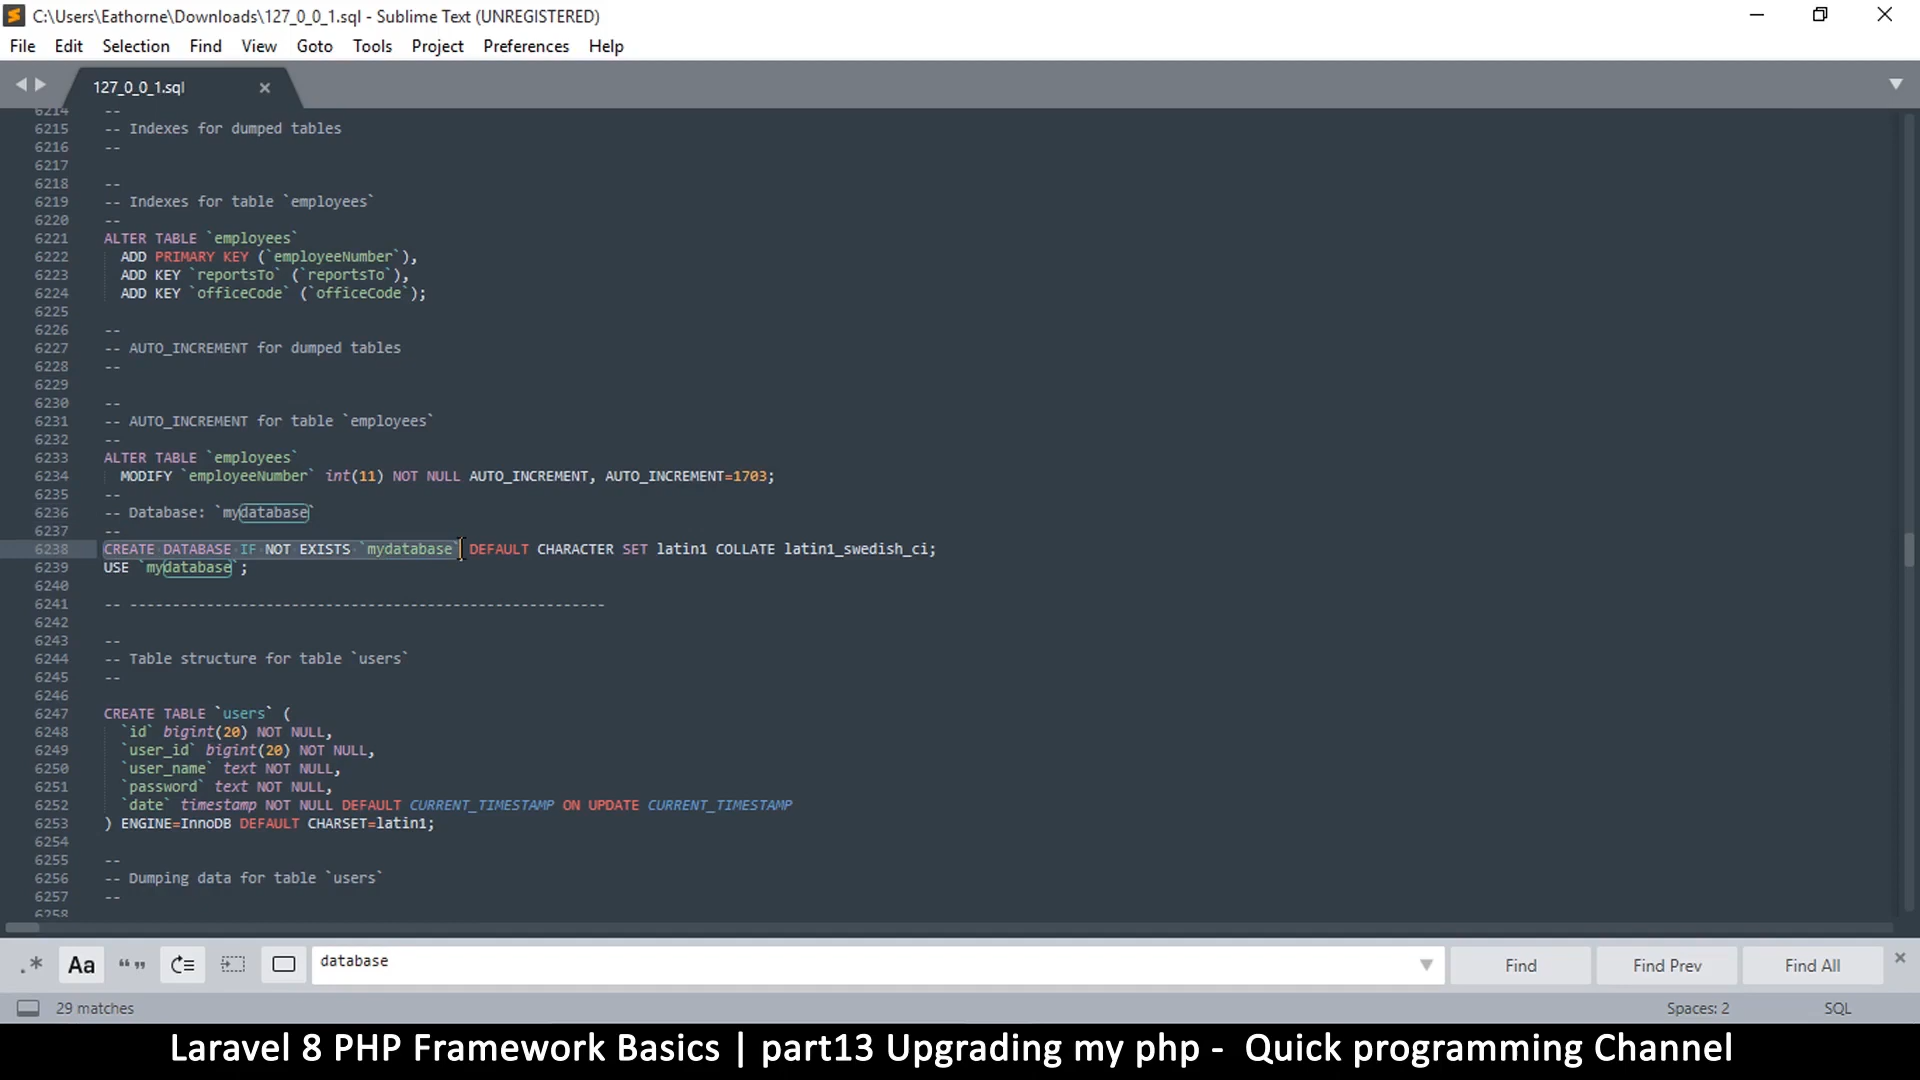 C:\Users\Eathorne\Downloads\127_0_0_1.sql - Sublime Text (UNREGISTERED)
File Edit Selection Find View Goto Tools Project Preferences Help
127_0_0_1.sql
6214 --
6215 -- Indexes for dumped tables
6216 --
6217
6218 --
6219 -- Indexes for table `employees`
6220 --
6221 ALTER TABLE `employees`
6222 ADD PRIMARY KEY (`employeeNumber`),
6223 ADD KEY `reportsTo` (`reportsTo`),
6224 ADD KEY `officeCode` (`officeCode`);
6225
6226 --
6227 -- AUTO_INCREMENT for dumped tables
6228 --
6229
6230 --
6231 -- AUTO_INCREMENT for table `employees`
6232 --
6233 ALTER TABLE `employees`
6234 MODIFY `employeeNumber` int(11) NOT NULL AUTO_INCREMENT, AUTO_INCREMENT=1703;
6235 --
6236 -- Database: `mydatabase`
6237 --
6238 CREATE DATABASE IF NOT EXISTS `mydatabase` DEFAULT CHARACTER SET latin1 COLLATE latin1_swedish_ci;
6239 USE `mydatabase`;
6240
6241 -- --------------------------------------------------------
6242
6243 --
6244 -- Table structure for table `users`
6245 --
6246
6247 CREATE TABLE `users` (
6248 `id` bigint(20) NOT NULL,
6249 `user_id` bigint(20) NOT NULL,
6250 `user_name` text NOT NULL,
6251 `password` text NOT NULL,
6252 `date` timestamp NOT NULL DEFAULT CURRENT_TIMESTAMP ON UPDATE CURRENT_TIMESTAMP
6253 ) ENGINE=InnoDB DEFAULT CHARSET=latin1;
6254
6255 --
6256 -- Dumping data for table `users`
6257 --
6258
.* Aa “ ” database Find Find Prev Find All
29 matches Spaces: 2 SQL
Laravel 8 PHP Framework Basics | part13 Upgrading my php - Quick programming Channel